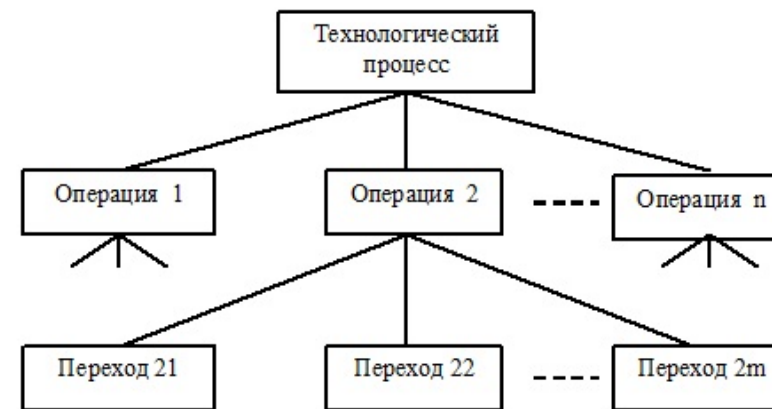 Технологический
процесс
Операция 1
Операция 2
Операция n
Переход 21
Переход 22
Переход 2m